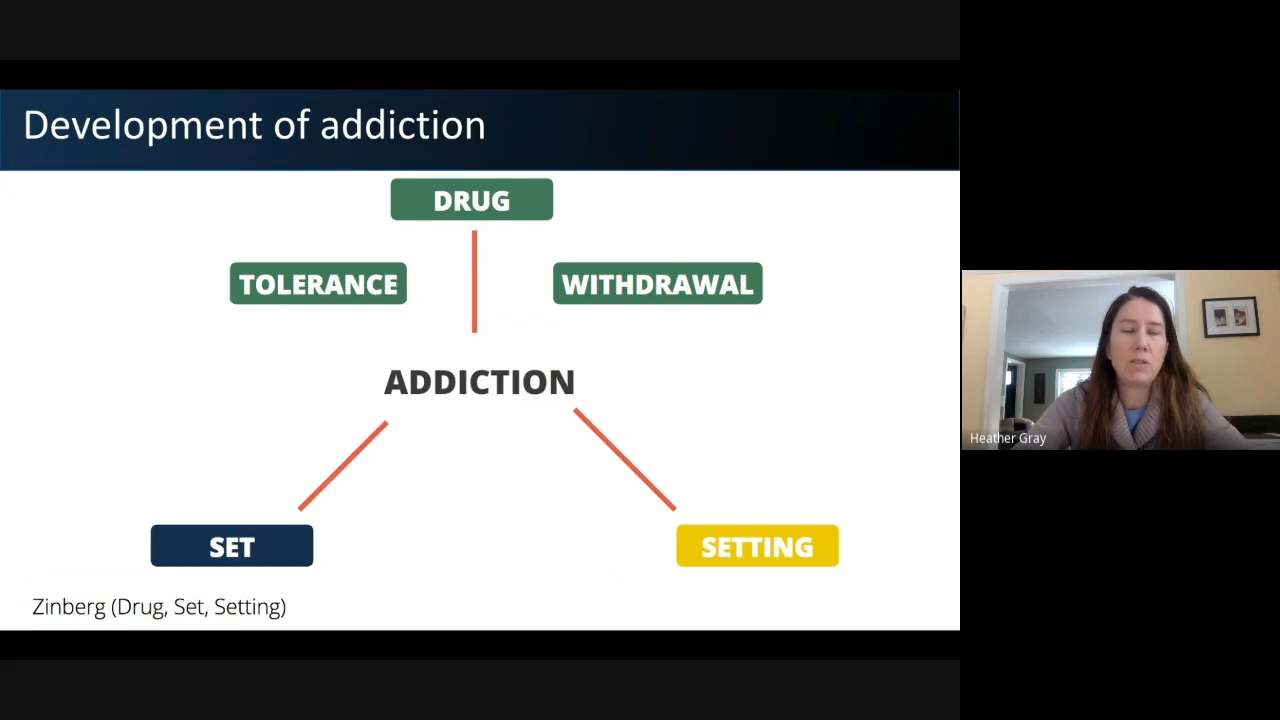 Development of addiction
DRUG
TOLERANCE
WITHDRAWAL
ADDICTION
SET
SETTING
Zinberg (Drug, Set, Setting)
Heather Gray